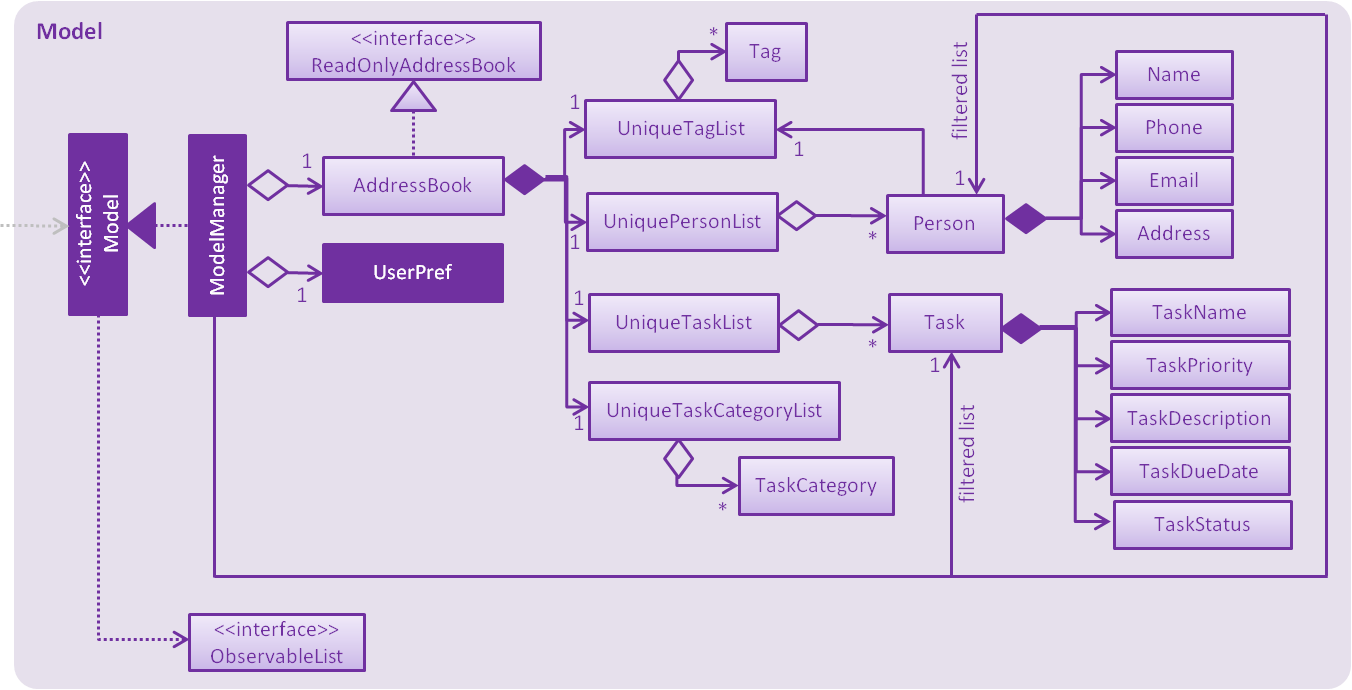 Model
<<interface>>
ReadOnlyAddressBook
<<interface>>
Model
ModelManager
1
AddressBook
1
UserPref
1
UniqueTagList
*
Tag
1
1
UniquePersonList
*
Person
1
filtered list
Name
Phone
Email
Address
1
UniqueTaskList
*
Task
1
filtered list
TaskName
TaskPriority
TaskDescription
TaskDueDate
TaskStatus
1
UniqueTaskCategoryList
*
TaskCategory
<<interface>>
ObservableList